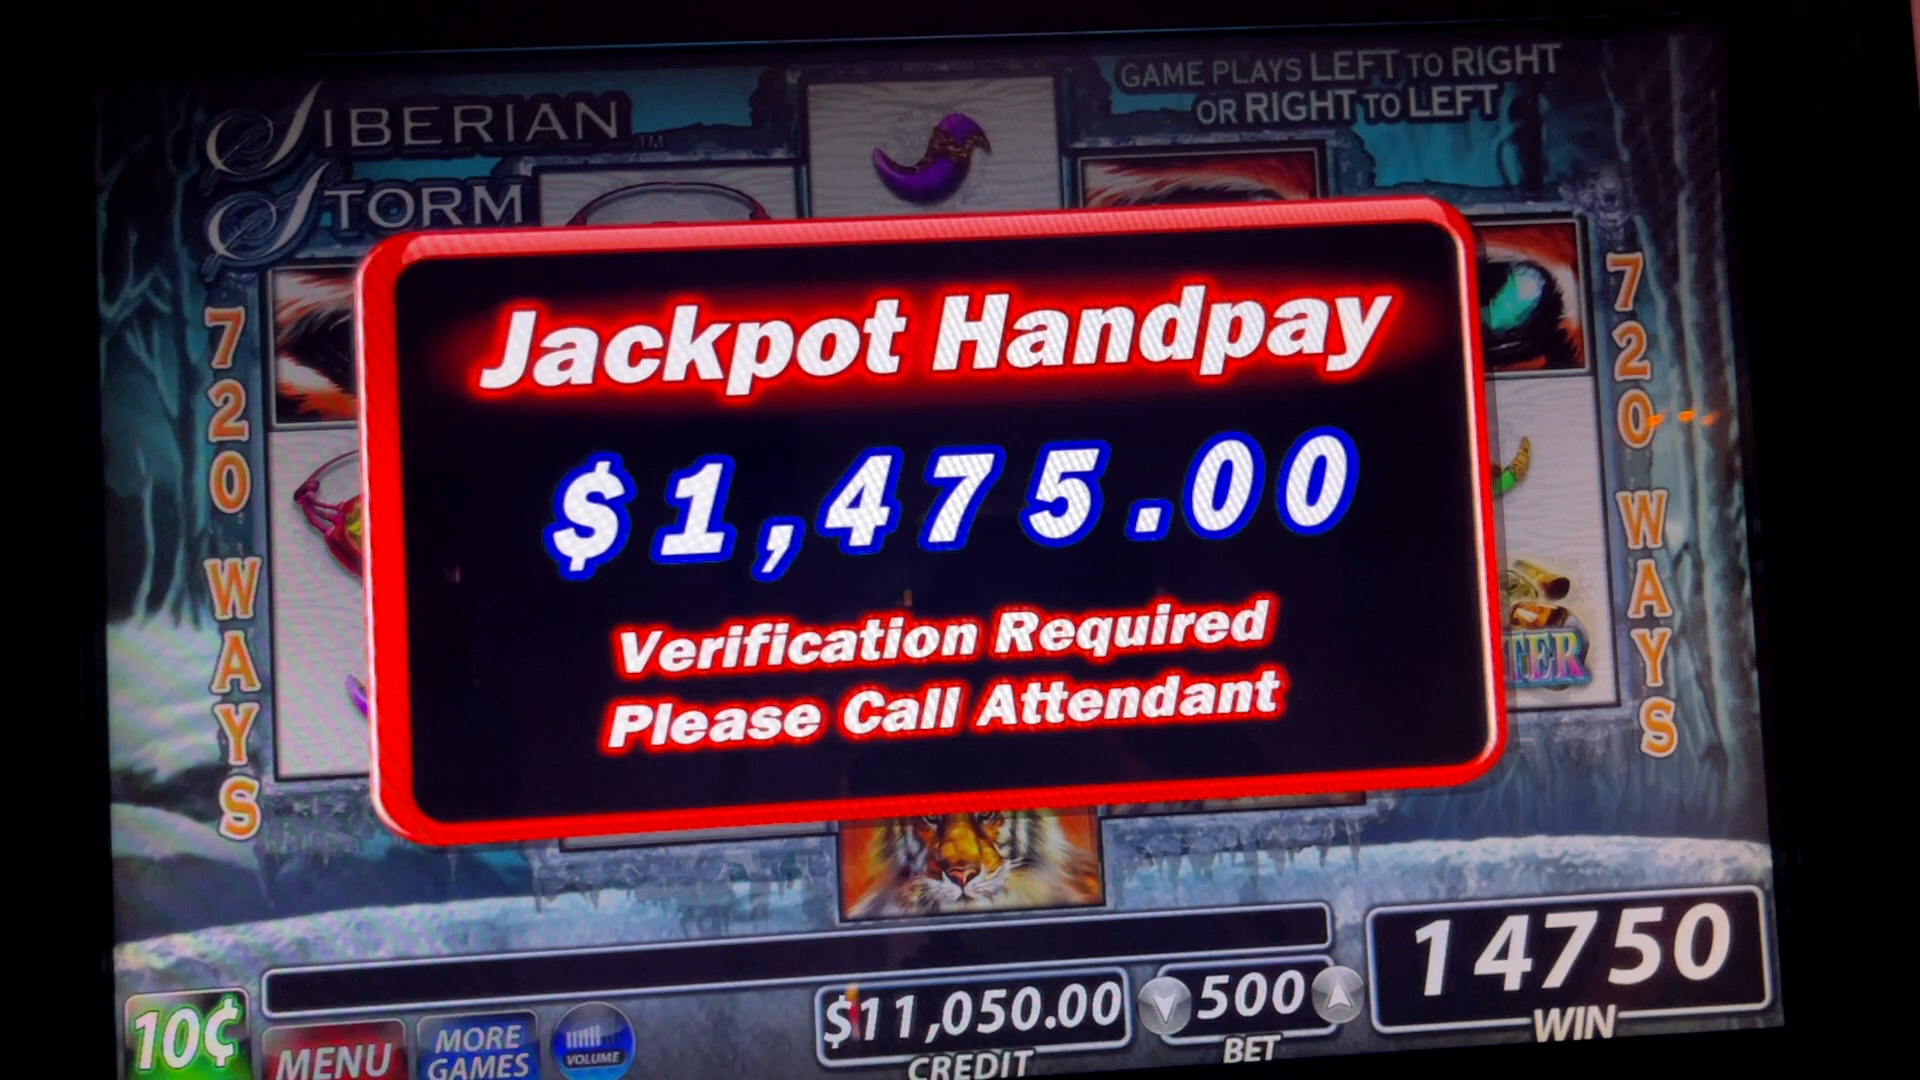 SIBERIAN
STORM
TM
GAME PLAYS LEFT TO RIGHT
OR RIGHT TO LEFT
720 WAYS
Jackpot Handpay
$1,475.00
Verification Required
Please Call Attendant
720 WAYS
10¢
MENU
MORE
GAMES
VOLUME
$11,050.00
CREDIT
500
BET
14750
WIN